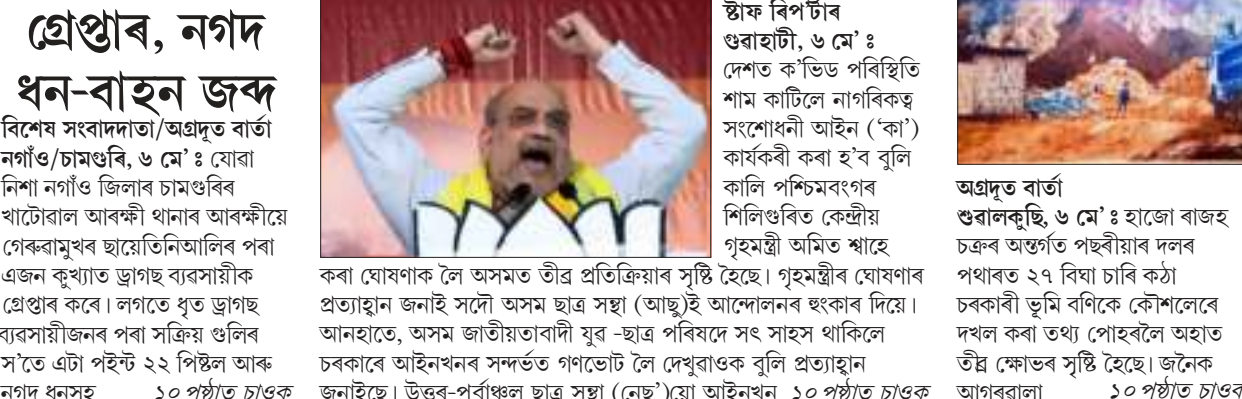 গ্ৰেপ্তাৰ, নগদ
ধন-বাহন জব্দ
বিশেষ সংবাদদাতা/অগ্ৰদূত বাৰ্তা
নগাঁও/চামগুৰি, ৬ মে’ ঃ যোৱা
নিশা নগাঁও জিলাৰ চামগুৰিৰ
খাটোৱাল আৰক্ষী থানাৰ আৰক্ষীয়ে
গেৰুৱামুখৰ ছায়েতিনিআলিৰ পৰা
এজন কুখ্যাত ড্ৰাগছ ব্যৱসায়ীক
গ্ৰেপ্তাৰ কৰে। লগতে ধৃত ড্ৰাগছ
ব্যৱসায়ীজনৰ পৰা সক্ৰিয় গুলিৰ
স’তে এটা পইন্ট ২২ পিষ্টল আৰু
নগদ ধনসহ ১০ পৃষ্ঠাত চাওক
ষ্টাফ ৰিপৰ্টাৰ
গুৱাহাটী, ৬ মে’ ঃ
দেশত ক’ভিড পৰিস্থিতি
শাম কাটিলে নাগৰিকত্ব
সংশোধনী আইন (‘কা’)
কাৰ্যকৰী কৰা হ’ব বুলি
কালি পশ্চিমবংগৰ
শিলিগুৰিত কেন্দ্ৰীয়
গৃহমন্ত্ৰী অমিত শ্বাহে
কৰা ঘোষণাক লৈ অসমত তীব্ৰ প্ৰতিক্ৰিয়াৰ সৃষ্টি হৈছে। গৃহমন্ত্ৰীৰ ঘোষণাৰ
প্ৰত্যাহ্বান জনাই সদৌ অসম ছাত্ৰ সন্থা (আছু)ই আন্দোলনৰ হুংকাৰ দিয়ে।
আনহাতে, অসম জাতীয়তাবাদী যুৱ -ছাত্ৰ পৰিষদে সৎ সাহস থাকিলে
চৰকাৰে আইনখনৰ সন্দৰ্ভত গণভোট লৈ দেখুৱাওক বুলি প্ৰত্যাহ্বান
জনাইছে। উত্তৰ-পূৰ্বাঞ্চল ছাত্ৰ সন্থা (নেছ’)য়ো আইনখন ১০ পৃষ্ঠাত চাওক
অগ্ৰদূত বাৰ্তা
শুৱালকুছি, ৬ মে’ ঃ হাজো ৰাজহ
চক্ৰৰ অন্তৰ্গত পছৰীয়াৰ দলৰ
পথাৰত ২৭ বিঘা চাৰি কঠা
চৰকাৰী ভূমি বণিকে কৌশলেৰে
দখল কৰা তথ্য পোহৰলৈ অহাত
তীব্ৰ ক্ষোভৰ সৃষ্টি হৈছে। জনৈক
আগৰৱালা ১০ পৃষ্ঠাত চাওক